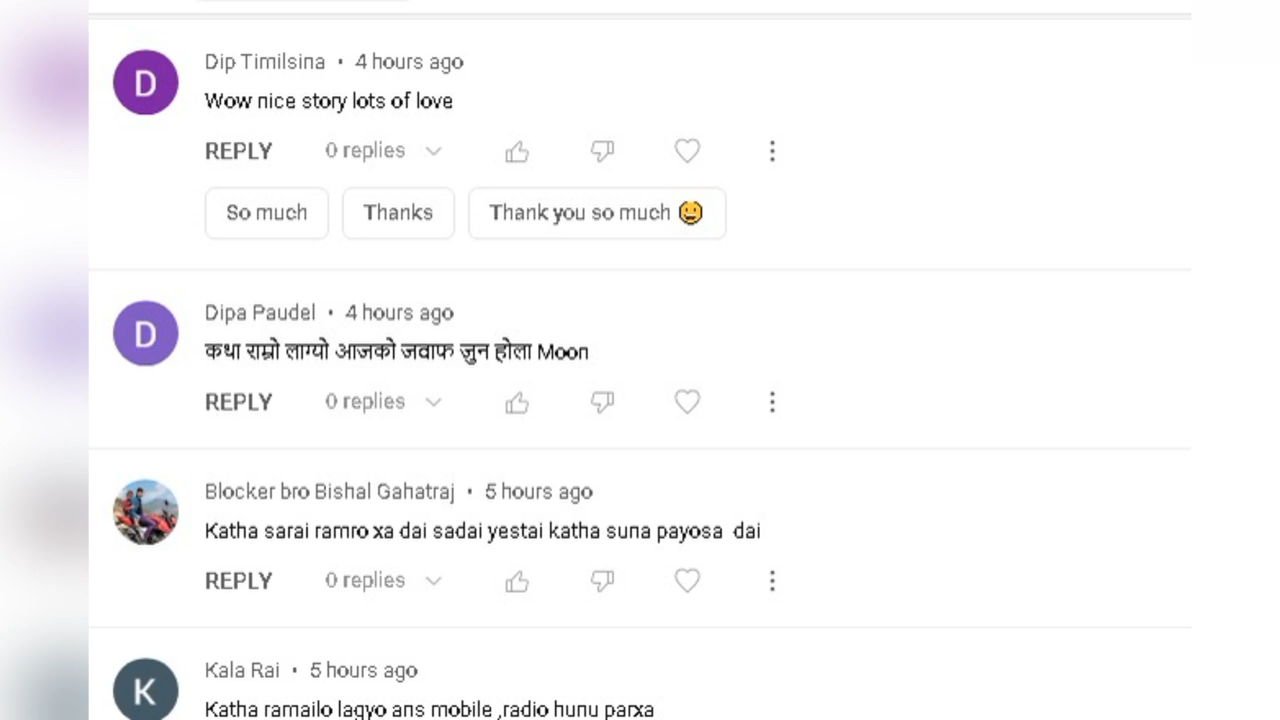 Dip Timilsina • 4 hours ago
D
Wow nice story lots of love
REPLY 0 replies
So much Thanks Thank you so much 😀
Dipa Paudel • 4 hours ago
D
कथा राम्रो लाग्यो आजको जवाफ जुन होला Moon
REPLY 0 replies
Blocker bro Bishal Gahatraj • 5 hours ago
Katha sarai ramro xa dai sadai yestai katha suna payosa dai
REPLY 0 replies
Kala Rai • 5 hours ago
K
Katha ramailo lagyo ans mobile ,radio hunu parxa